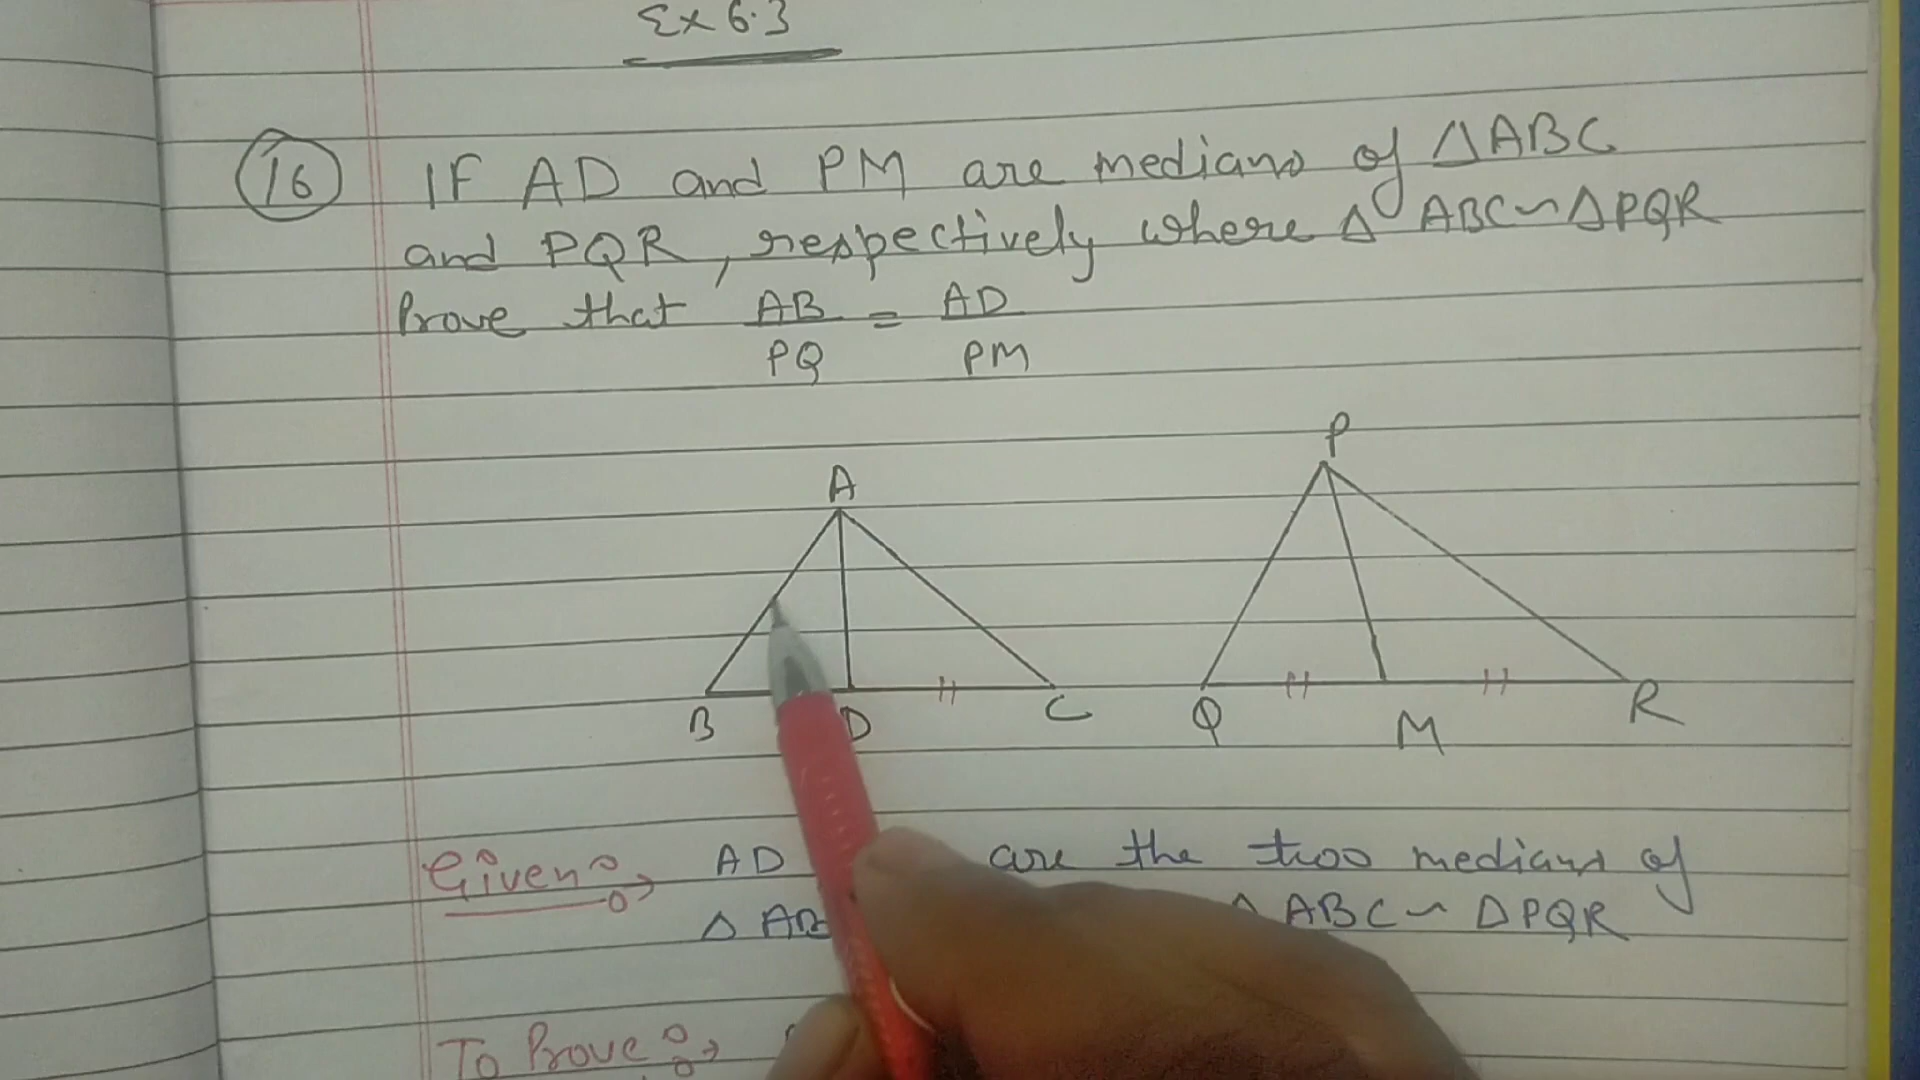 Ex 6.3
16 IF AD and PM are medians of △ABC
and PQR, respectively where △ ABC ~ △PQR
Prove that AB/PQ = AD/PM
A
P
B D C
Q M R
Given:→ AD are the two medians of
△ AB △ ABC ~ △PQR
To Prove:→